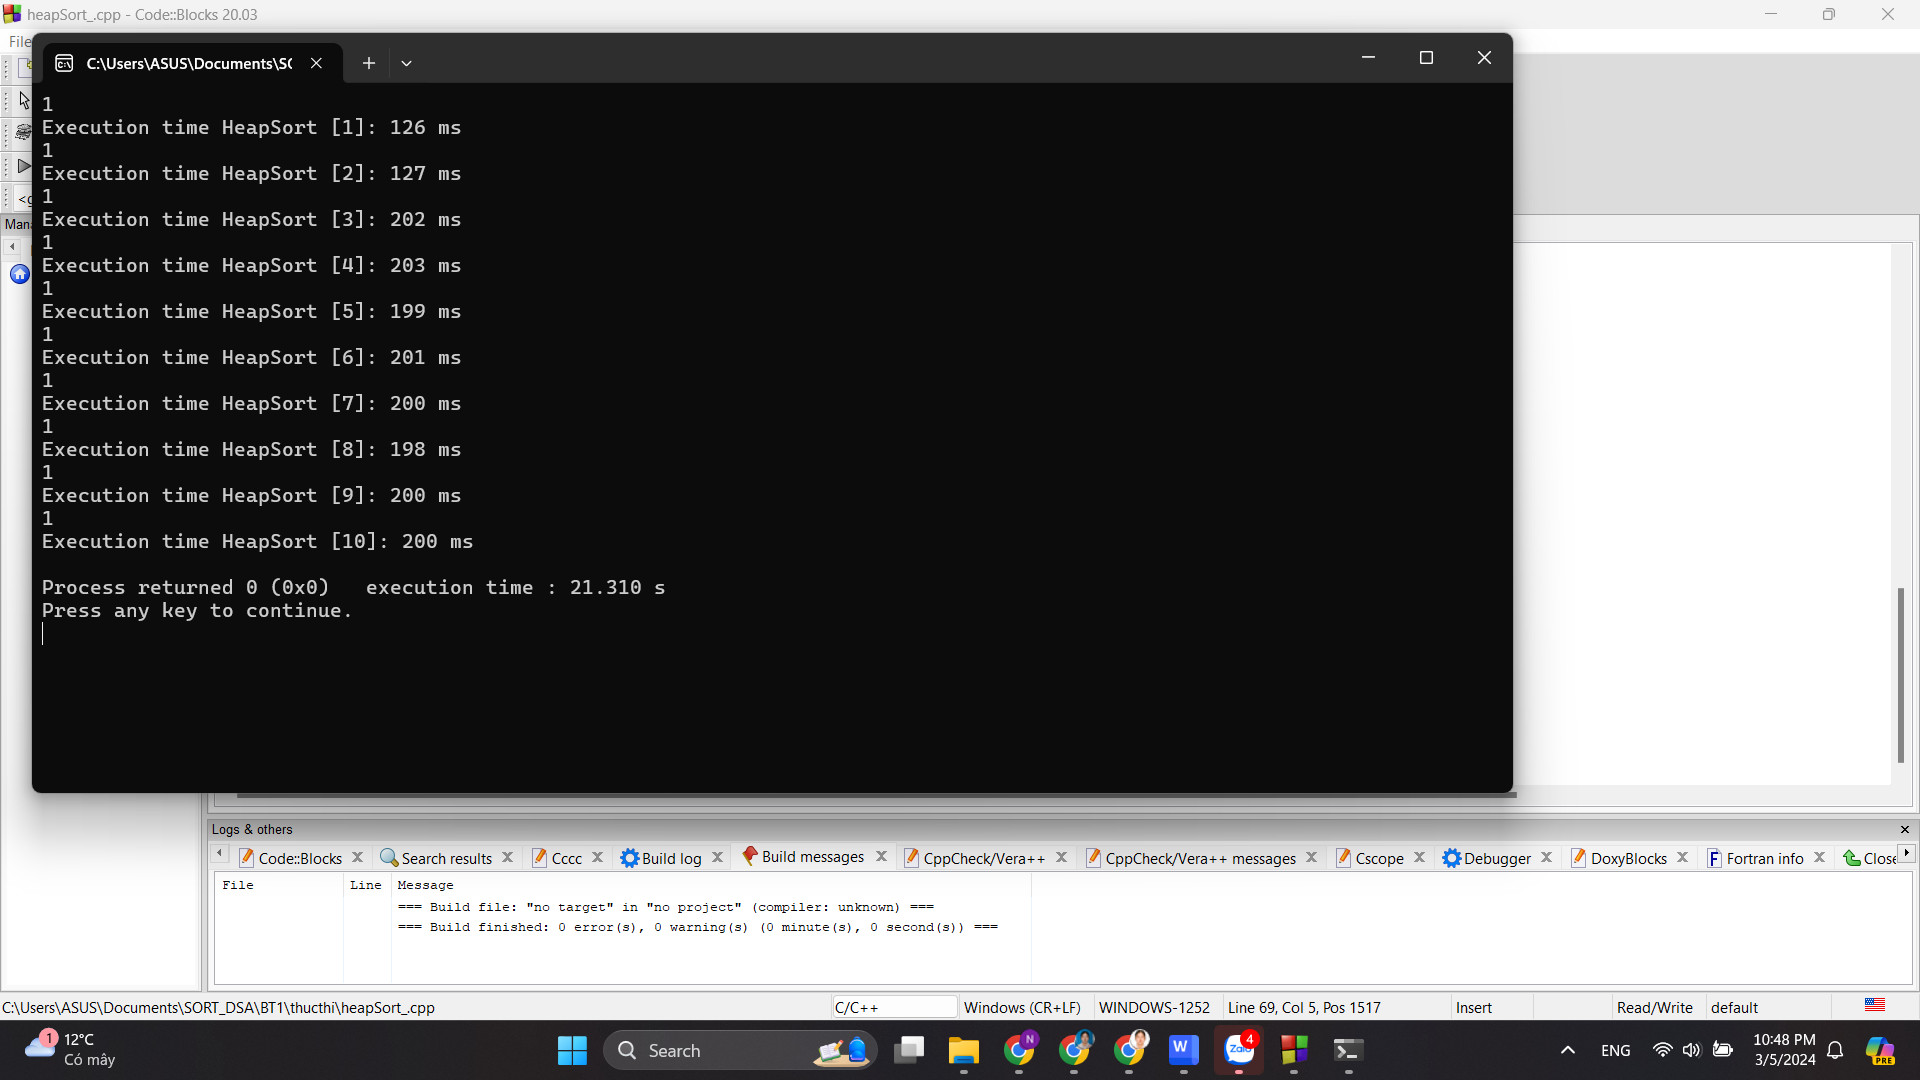 heapSort_.cpp - Code::Blocks 20.03
File
C:\Users\ASUS\Documents\SC
1
Execution time HeapSort [1]: 126 ms
1
Execution time HeapSort [2]: 127 ms
1
Execution time HeapSort [3]: 202 ms
1
Execution time HeapSort [4]: 203 ms
1
Execution time HeapSort [5]: 199 ms
1
Execution time HeapSort [6]: 201 ms
1
Execution time HeapSort [7]: 200 ms
1
Execution time HeapSort [8]: 198 ms
1
Execution time HeapSort [9]: 200 ms
1
Execution time HeapSort [10]: 200 ms
Process returned 0 (0x0)   execution time : 21.310 s
Press any key to continue.
<g
Man
Logs & others
Code::Blocks Search results Cccc Build log Build messages CppCheck/Vera++ CppCheck/Vera++ messages Cscope Debugger DoxyBlocks Fortran info Close
File Line Message
=== Build file: "no target" in "no project" (compiler: unknown) ===
=== Build finished: 0 error(s), 0 warning(s) (0 minute(s), 0 second(s)) ===
C:\Users\ASUS\Documents\SORT_DSA\BT1\thucthi\heapSort_.cpp C/C++ Windows (CR+LF) WINDOWS-1252 Line 69, Col 5, Pos 1517 Insert Read/Write default
1 12°C
Có mây
Search
N
W
Zalo 4
ENG
10:48 PM
3/5/2024
PRE